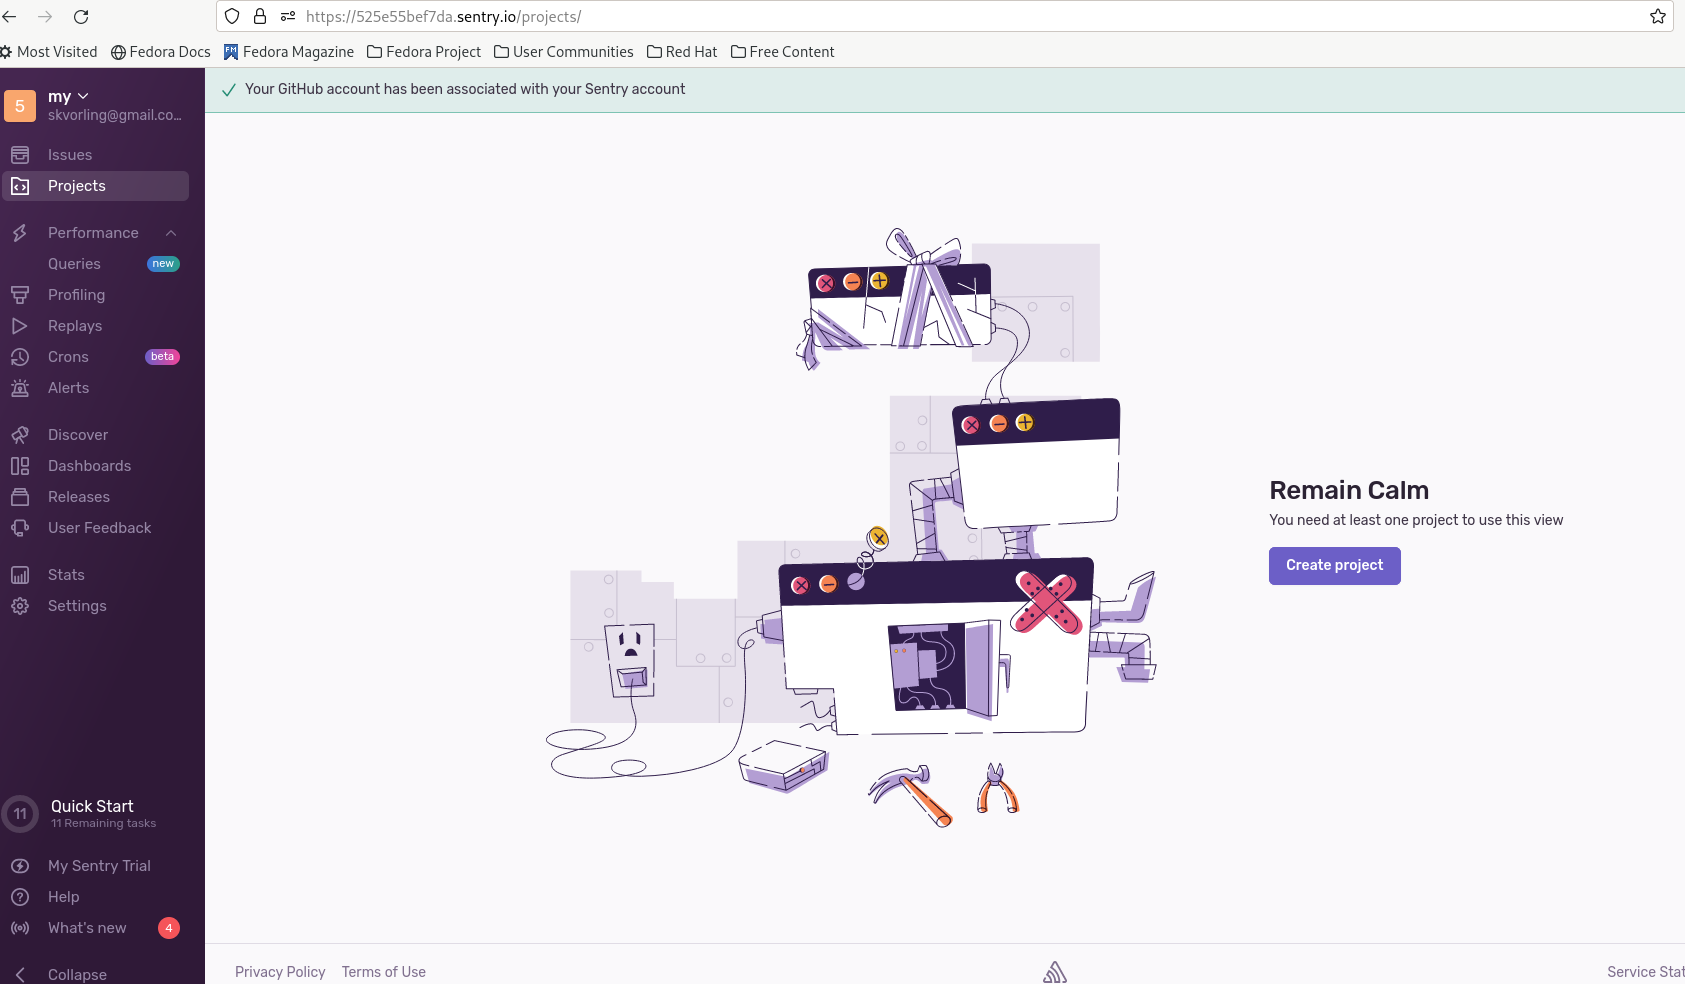 https://525e55bef7da.sentry.io/projects/
Most Visited
Fedora Docs
FM
Fedora Magazine
Fedora Project
User Communities
Red Hat
Free Content
5
my
skvorling@gmail.co...
Your GitHub account has been associated with your Sentry account
Issues
Projects
Performance
Queries new
Profiling
Replays
Crons beta
Alerts
Discover
Dashboards
Releases
User Feedback
Stats
Settings
Remain Calm
You need at least one project to use this view
Create project
11
Quick Start
11 Remaining tasks
My Sentry Trial
Help
What's new 4
Collapse
Privacy Policy
Terms of Use
Service Stat